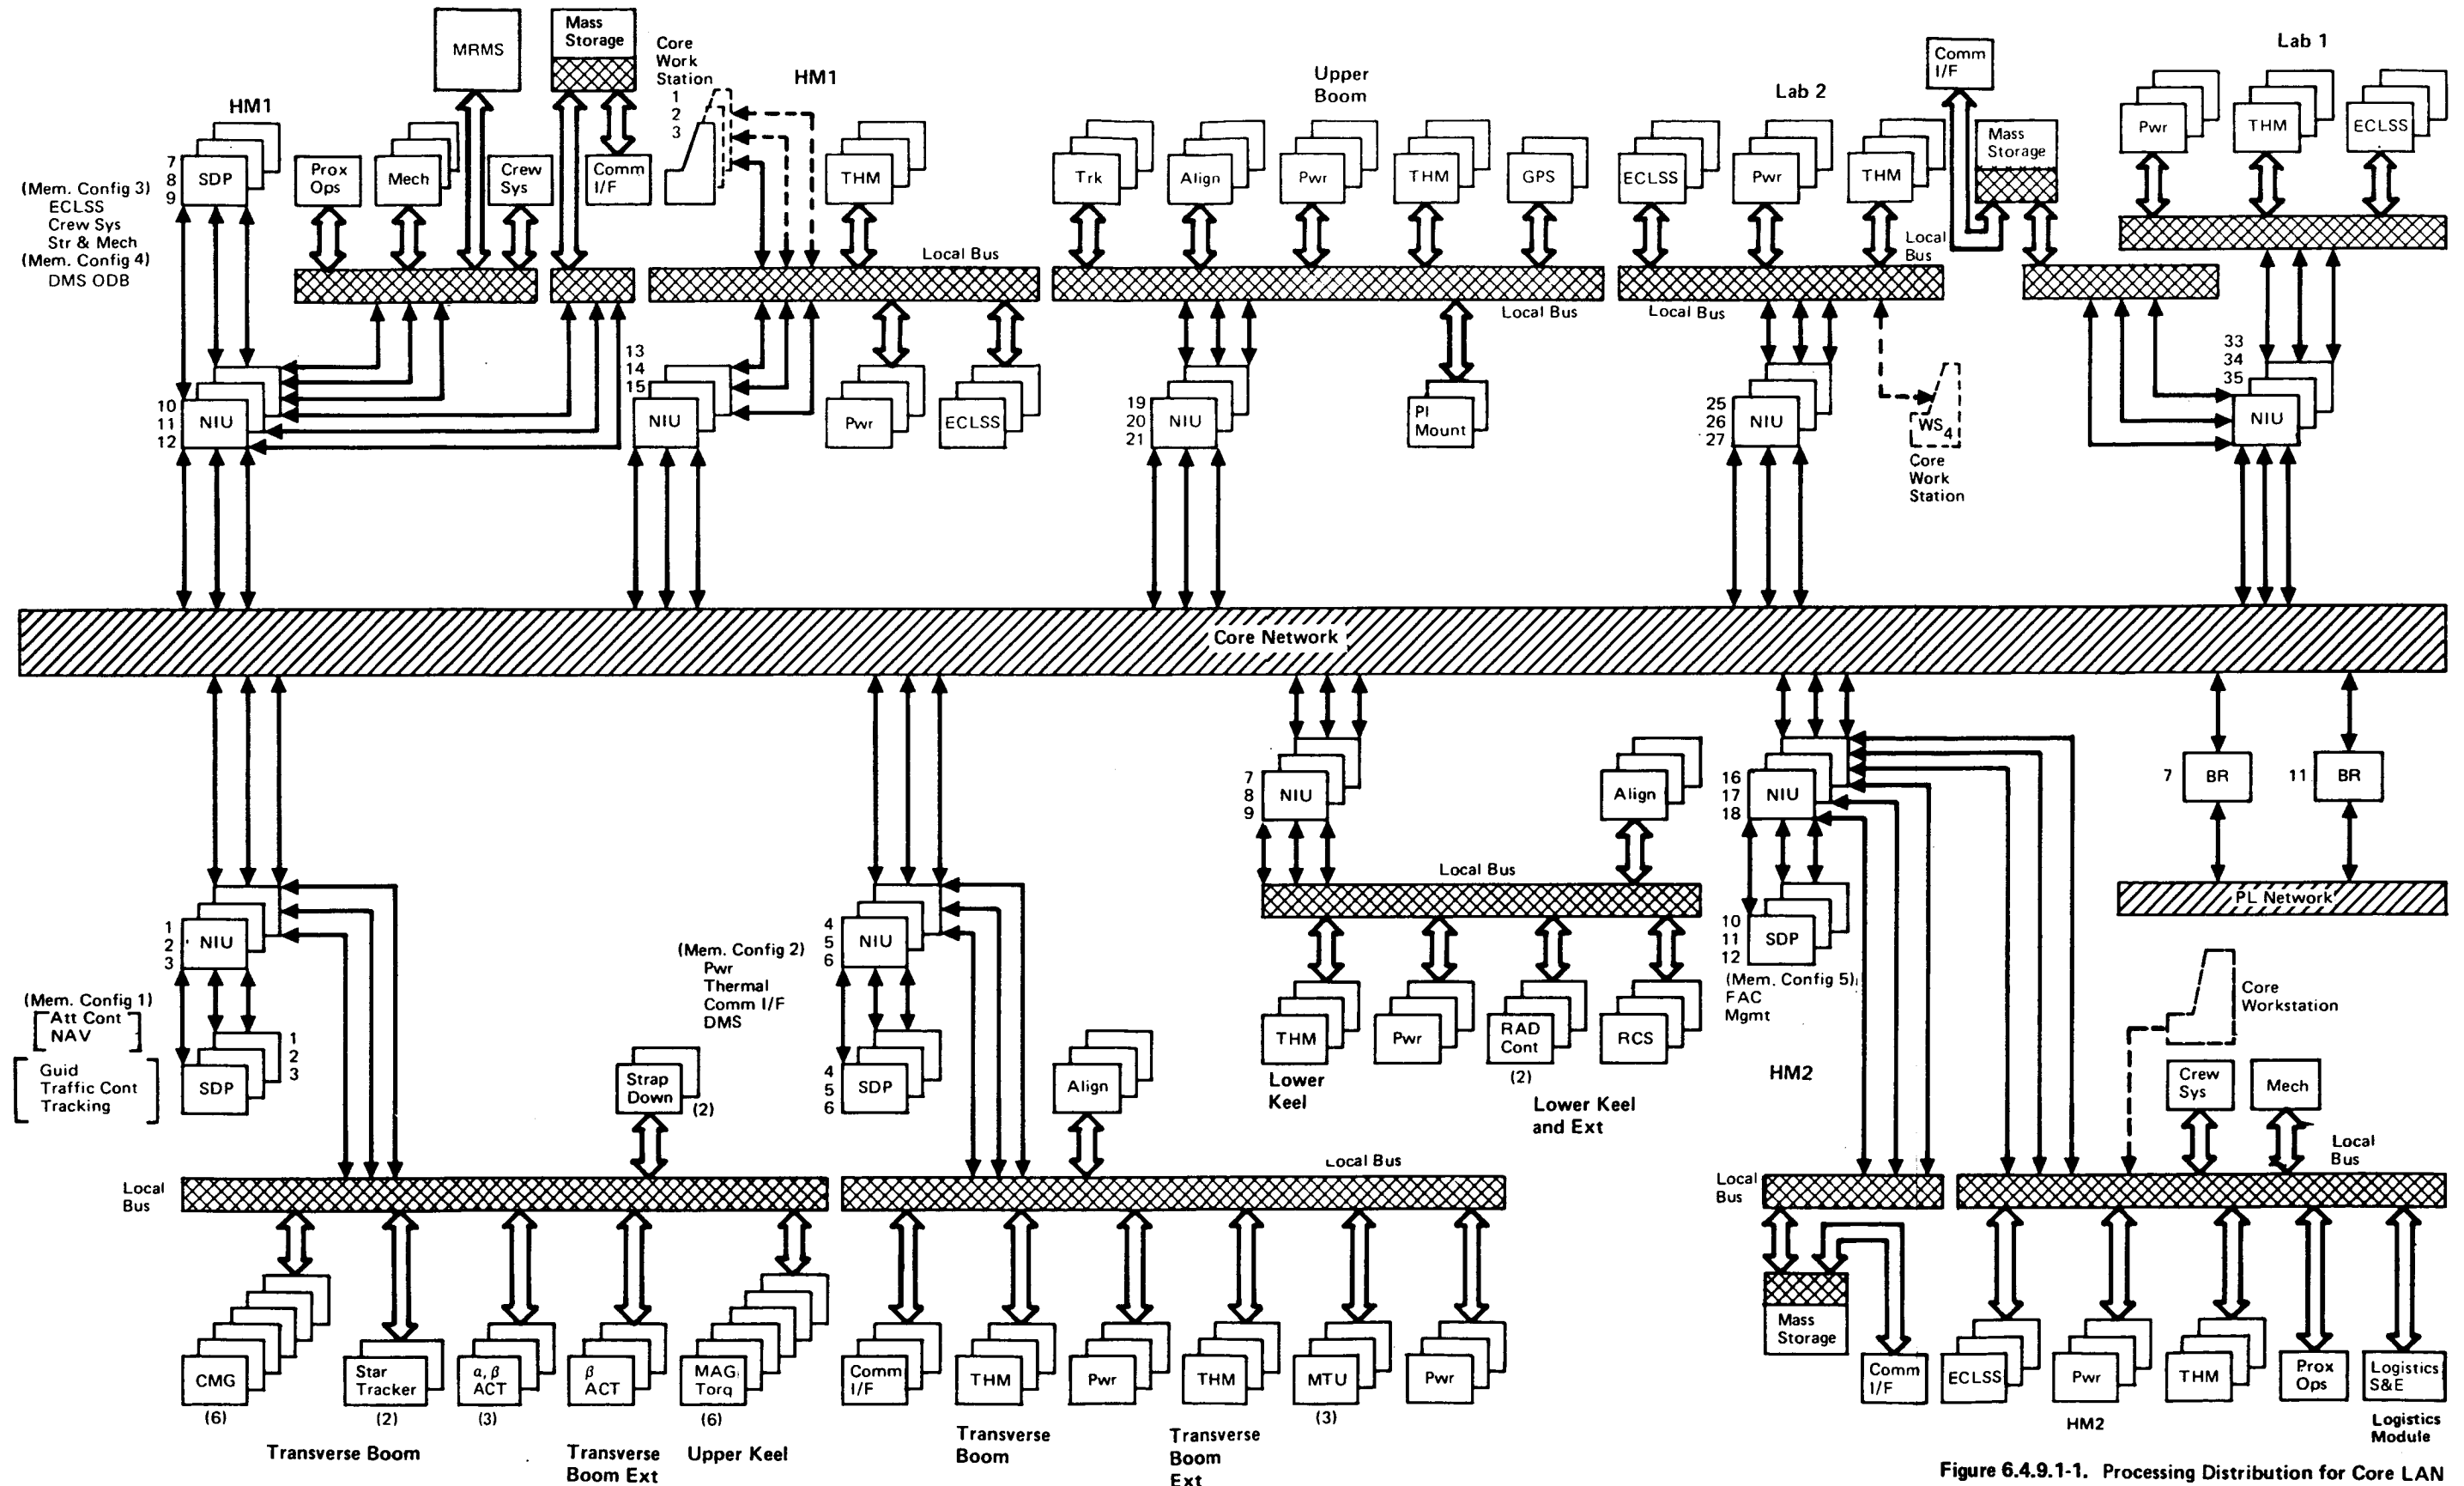 MRMS
Mass
Storage
Core
Work
Station
1
2
3
HM1
HM1
7
8
9
SDP
(Mem. Config 3)
ECLSS
Crew Sys
Str & Mech
(Mem. Config 4)
DMS ODB
Prox
Ops
Mech
Crew
Sys
Comm
I/F
THM
Local Bus
10
11
12
NIU
13
14
15
NIU
Pwr
ECLSS
Upper
Boom
Trk
Align
Pwr
THM
GPS
Local Bus
19
20
21
NIU
PI
Mount
Lab 2
ECLSS
Pwr
THM
Local
Bus
Local Bus
25
26
27
NIU
WS4
Core
Work
Station
Comm
I/F
Mass
Storage
Lab 1
Pwr
THM
ECLSS
33
34
35
NIU
Core Network
1
2
3
NIU
(Mem. Config 1)
Att Cont
NAV
Guid
Traffic Cont
Tracking
SDP
1
2
3
Strap
Down
(2)
Local
Bus
CMG
(6)
Star
Tracker
(2)
α, β
ACT
(3)
β
ACT
MAG
Torq
(6)
Transverse Boom
Transverse
Boom Ext
Upper Keel
4
5
6
NIU
(Mem. Config 2)
Pwr
Thermal
Comm I/F
DMS
4
5
6
SDP
Align
Local Bus
Comm
I/F
THM
Pwr
THM
MTU
(3)
Pwr
Transverse
Boom
Transverse
Boom
Ext
7
8
9
NIU
Align
Local Bus
THM
Pwr
RAD
Cont
(2)
RCS
Lower
Keel
Lower Keel
and Ext
16
17
18
NIU
10
11
12
SDP
(Mem. Config 5)
FAC
Mgmt
HM2
7
BR
11
BR
PL Network
Core
Workstation
Crew
Sys
Mech
Local
Bus
Local
Bus
Mass
Storage
Comm
I/F
ECLSS
Pwr
THM
Prox
Ops
Logistics
S&E
HM2
Logistics
Module
Figure 6.4.9.1-1. Processing Distribution for Core LAN